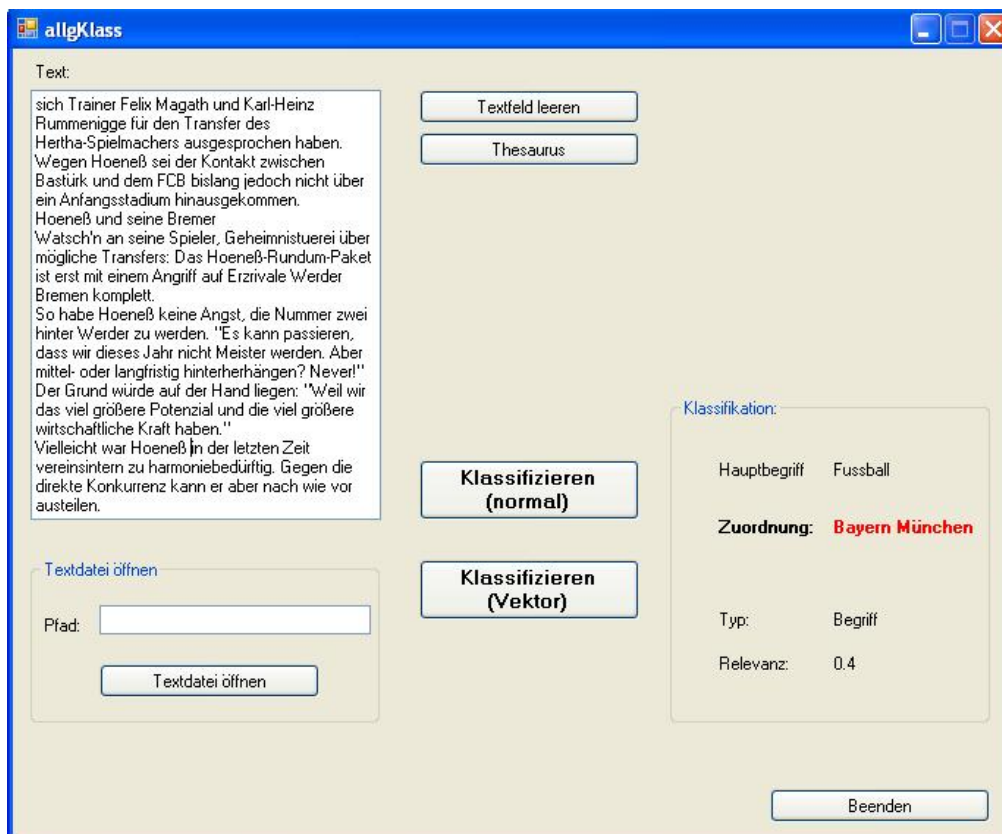 allgKlass
Text:
sich Trainer Felix Magath und Karl-Heinz
Rummenigge für den Transfer des
Hertha-Spielmachers ausgesprochen haben.
Wegen Hoeneß sei der Kontakt zwischen
Bastürk und dem FCB bislang jedoch nicht über
ein Anfangsstadium hinausgekommen.
Hoeneß und seine Bremer
Watsch'n an seine Spieler, Geheimnistuerei über
mögliche Transfers: Das Hoeneß-Rundum-Paket
ist erst mit einem Angriff auf Erzrivale Werder
Bremen komplett.
So habe Hoeneß keine Angst, die Nummer zwei
hinter Werder zu werden. "Es kann passieren,
dass wir dieses Jahr nicht Meister werden. Aber
mittel- oder langfristig hinterherhängen? Never!"
Der Grund würde auf der Hand liegen: "Weil wir
das viel größere Potenzial und die viel größere
wirtschaftliche Kraft haben."
Vielleicht war Hoeneß in der letzten Zeit
vereinsintern zu harmoniebedürftig. Gegen die
direkte Konkurrenz kann er aber nach wie vor
austeilen.
Textfeld leeren
Thesaurus
Klassifizieren
(normal)
Klassifizieren
(Vektor)
Textdatei öffnen
Pfad:
Textdatei öffnen
Klassifikation:
Hauptbegriff Fussball
Zuordnung: Bayern München
Typ: Begriff
Relevanz: 0.4
Beenden